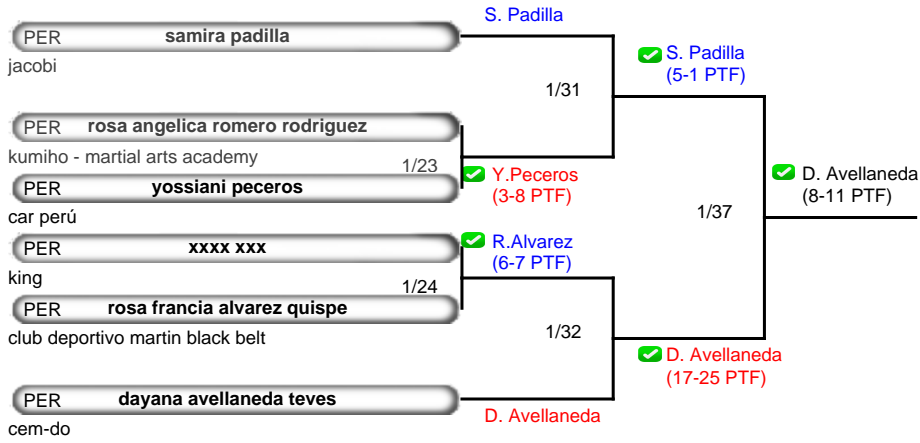 S. Padilla
PER samira padilla
jacobi
1/31
S. Padilla
(5-1 PTF)
PER rosa angelica romero rodriguez
kumiho - martial arts academy
1/23
Y.Peceros
(3-8 PTF)
PER yossiani peceros
car perú
1/37
D. Avellaneda
(8-11 PTF)
PER xxxx xxx
king
1/24
R.Alvarez
(6-7 PTF)
PER rosa francia alvarez quispe
club deportivo martin black belt
1/32
D. Avellaneda
(17-25 PTF)
PER dayana avellaneda teves
cem-do
D. Avellaneda